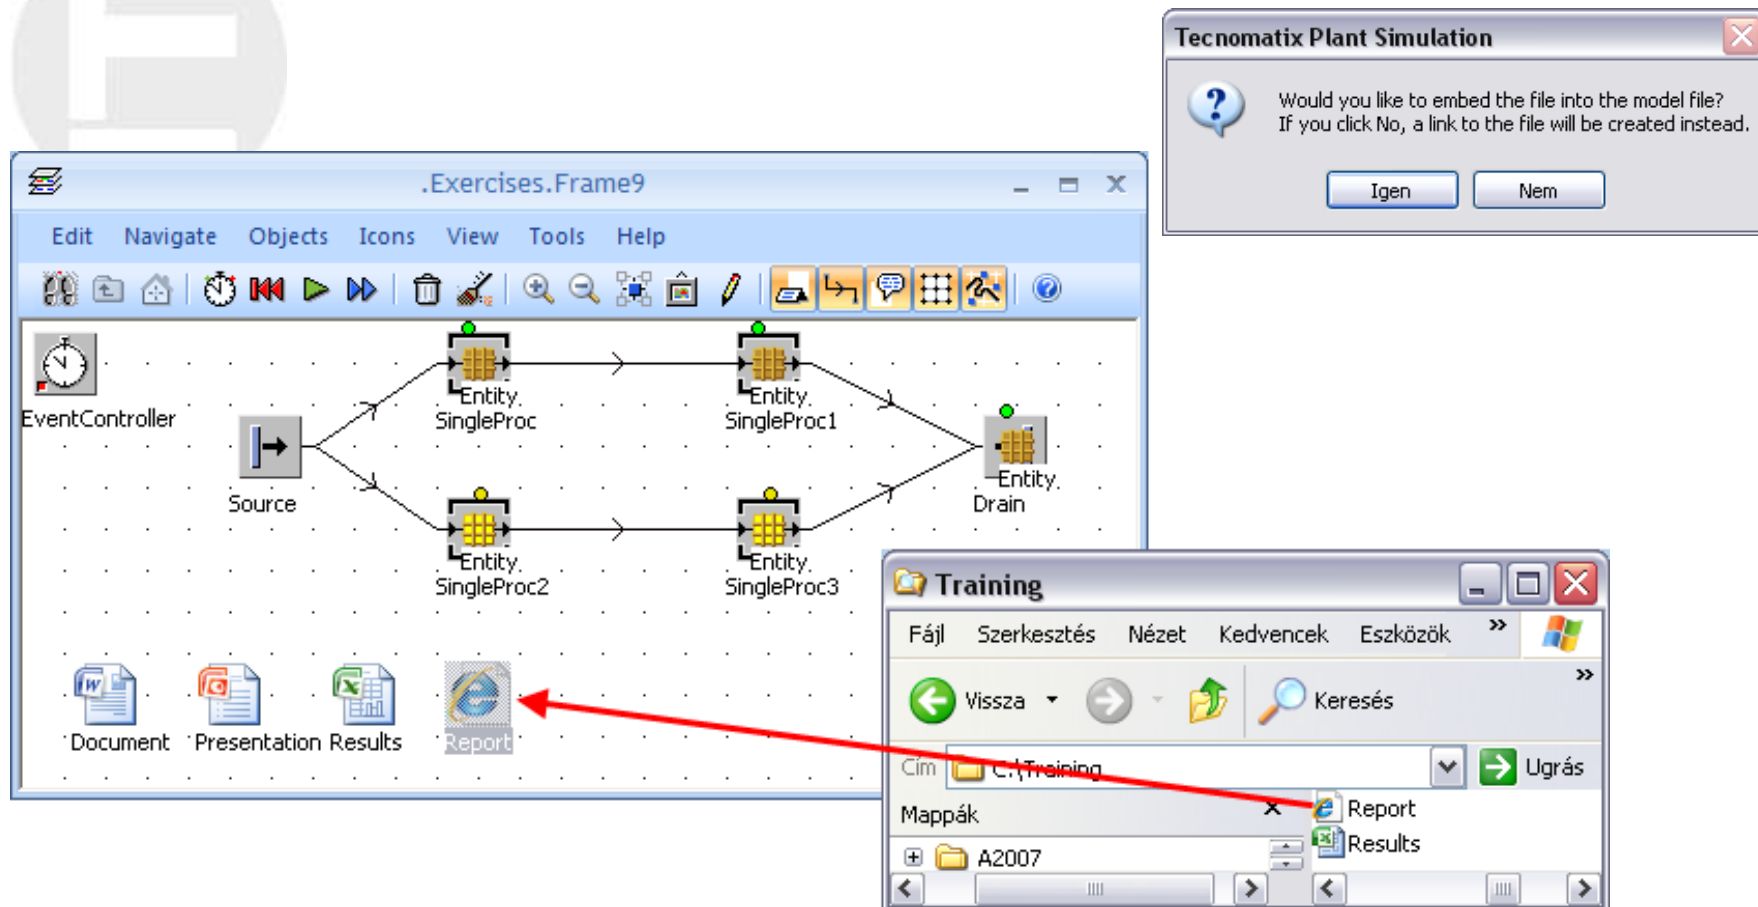 Tecnomatix Plant Simulation
Would you like to embed the file into the model file?
If you click No, a link to the file will be created instead.
Igen Nem
.Exercises.Frame9
Edit Navigate Objects Icons View Tools Help
EventController
Source
Entity.
SingleProc
Entity.
SingleProc1
Entity.
SingleProc2
Entity.
SingleProc3
Entity.
Drain
Document Presentation Results Report
Training
Fájl Szerkesztés Nézet Kedvencek Eszközök »
Vissza Keresés »
Cím C:\Training Ugrás
Mappák x
A2007
Report
Results